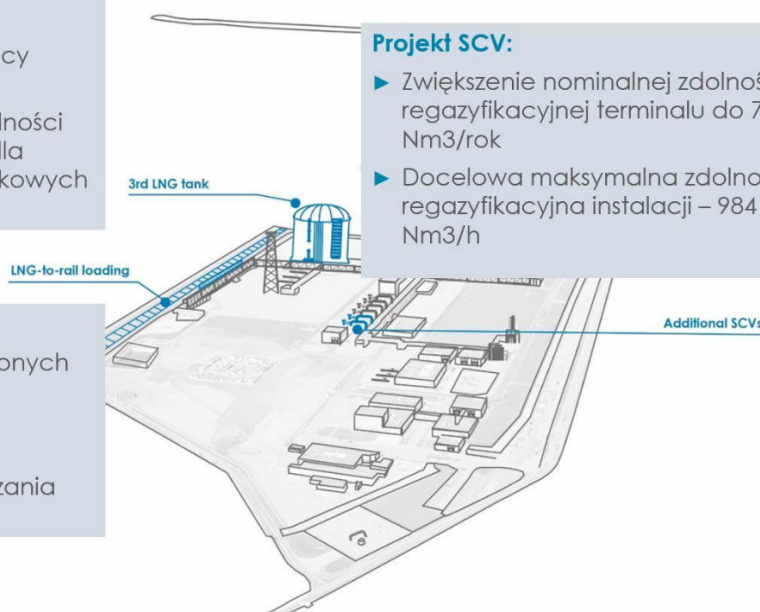 cy
lności
lla
kowych
Projekt SCV:
► Zwiększenie nominalnej zdolnoś
regazyfikacyjnej terminalu do 7
Nm3/rok
► Docelowa maksymalna zdolno
regazyfikacyjna instalacji – 984
Nm3/h
3rd LNG tank
LNG-to-rail loading
Additional SCVs
onych
zania